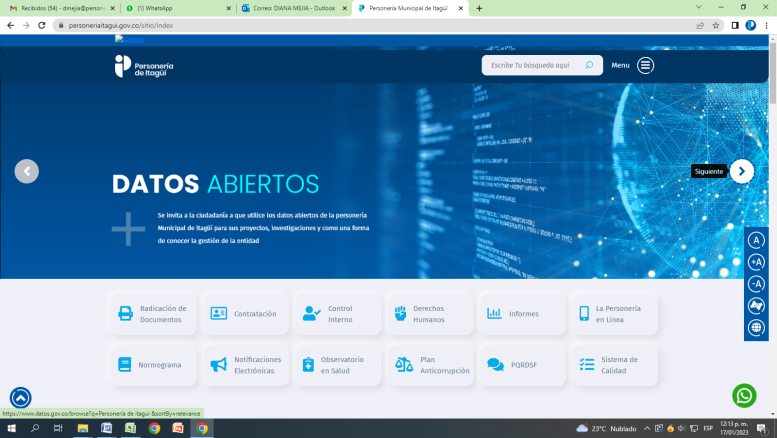 Recibidos (54) - dmejia@person
(1) WhatsApp
Correo: DIANA MEJIA - Outlook
Personería Municipal de Itagüí
personeriaitagui.gov.co/sitio/index
Govco
Personería
de Itagüí
Escribe Tu búsqueda aquí
Menu
Siguiente
DATOS ABIERTOS
Se invita a la ciudadanía a que utilice los datos abiertos de la personería
Municipal de Itagüí para sus proyectos, investigaciones y como una forma
de conocer la gestión de la entidad
A
+A
-A
Radicación de
Documentos
Contratación
Control
Interno
Derechos
Humanos
Informes
La Personería
en Línea
Normograma
Notificaciones
Electrónicas
Observatorio
en Salud
Plan
Anticorrupción
PQRDSF
Sistema de
Calidad
https://www.datos.gov.co/browse?q=Personería de itagui &sortBy=relevance
23°C Nublado
ESP
12:13 p. m.
17/01/2023